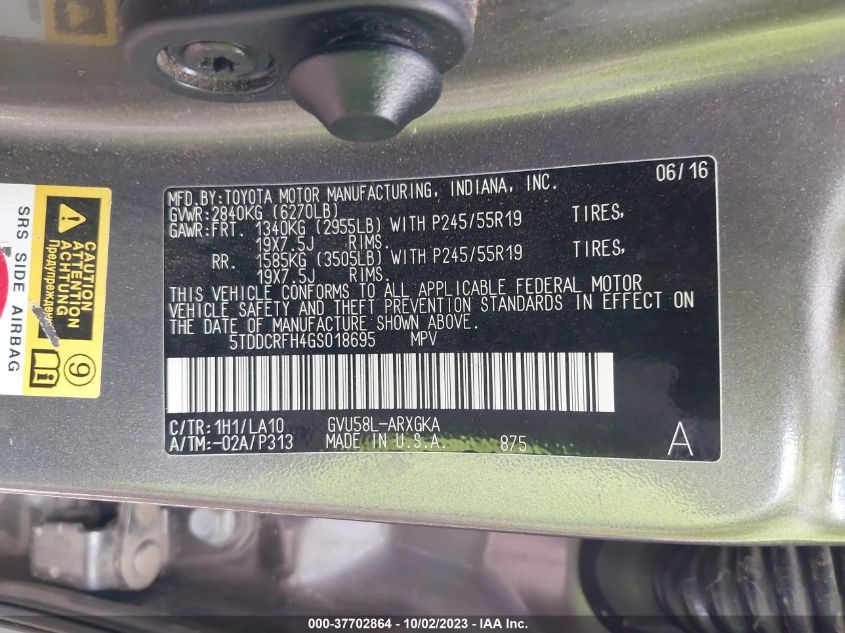 06/16
MFD.BY:TOYOTA MOTOR MANUFACTURING, INDIANA, INC.
GVWR:2840KG (6270LB)
GAWR:FRT. 1340KG (2955LB) WITH P245/55R19 TIRES,
19X7.5J RIMS.
RR. 1585KG (3505LB) WITH P245/55R19 TIRES,
19X7.5J RIMS.
THIS VEHICLE CONFORMS TO ALL APPLICABLE FEDERAL MOTOR
VEHICLE SAFETY AND THEFT PREVENTION STANDARDS IN EFFECT ON
THE DATE OF MANUFACTURE SHOWN ABOVE.
5TDDCRFH4GS018695 MPV
C/TR:1H1/LA10 GVU58L-ARXGKA
A/TM:-02A/P313 MADE IN U.S.A. 875 A
SRS SIDE AIRBAG
CAUTION
ATTENTION
ACHTUNG
Предупреждение
i
9
000-37702864 - 10/02/2023 - IAA Inc.